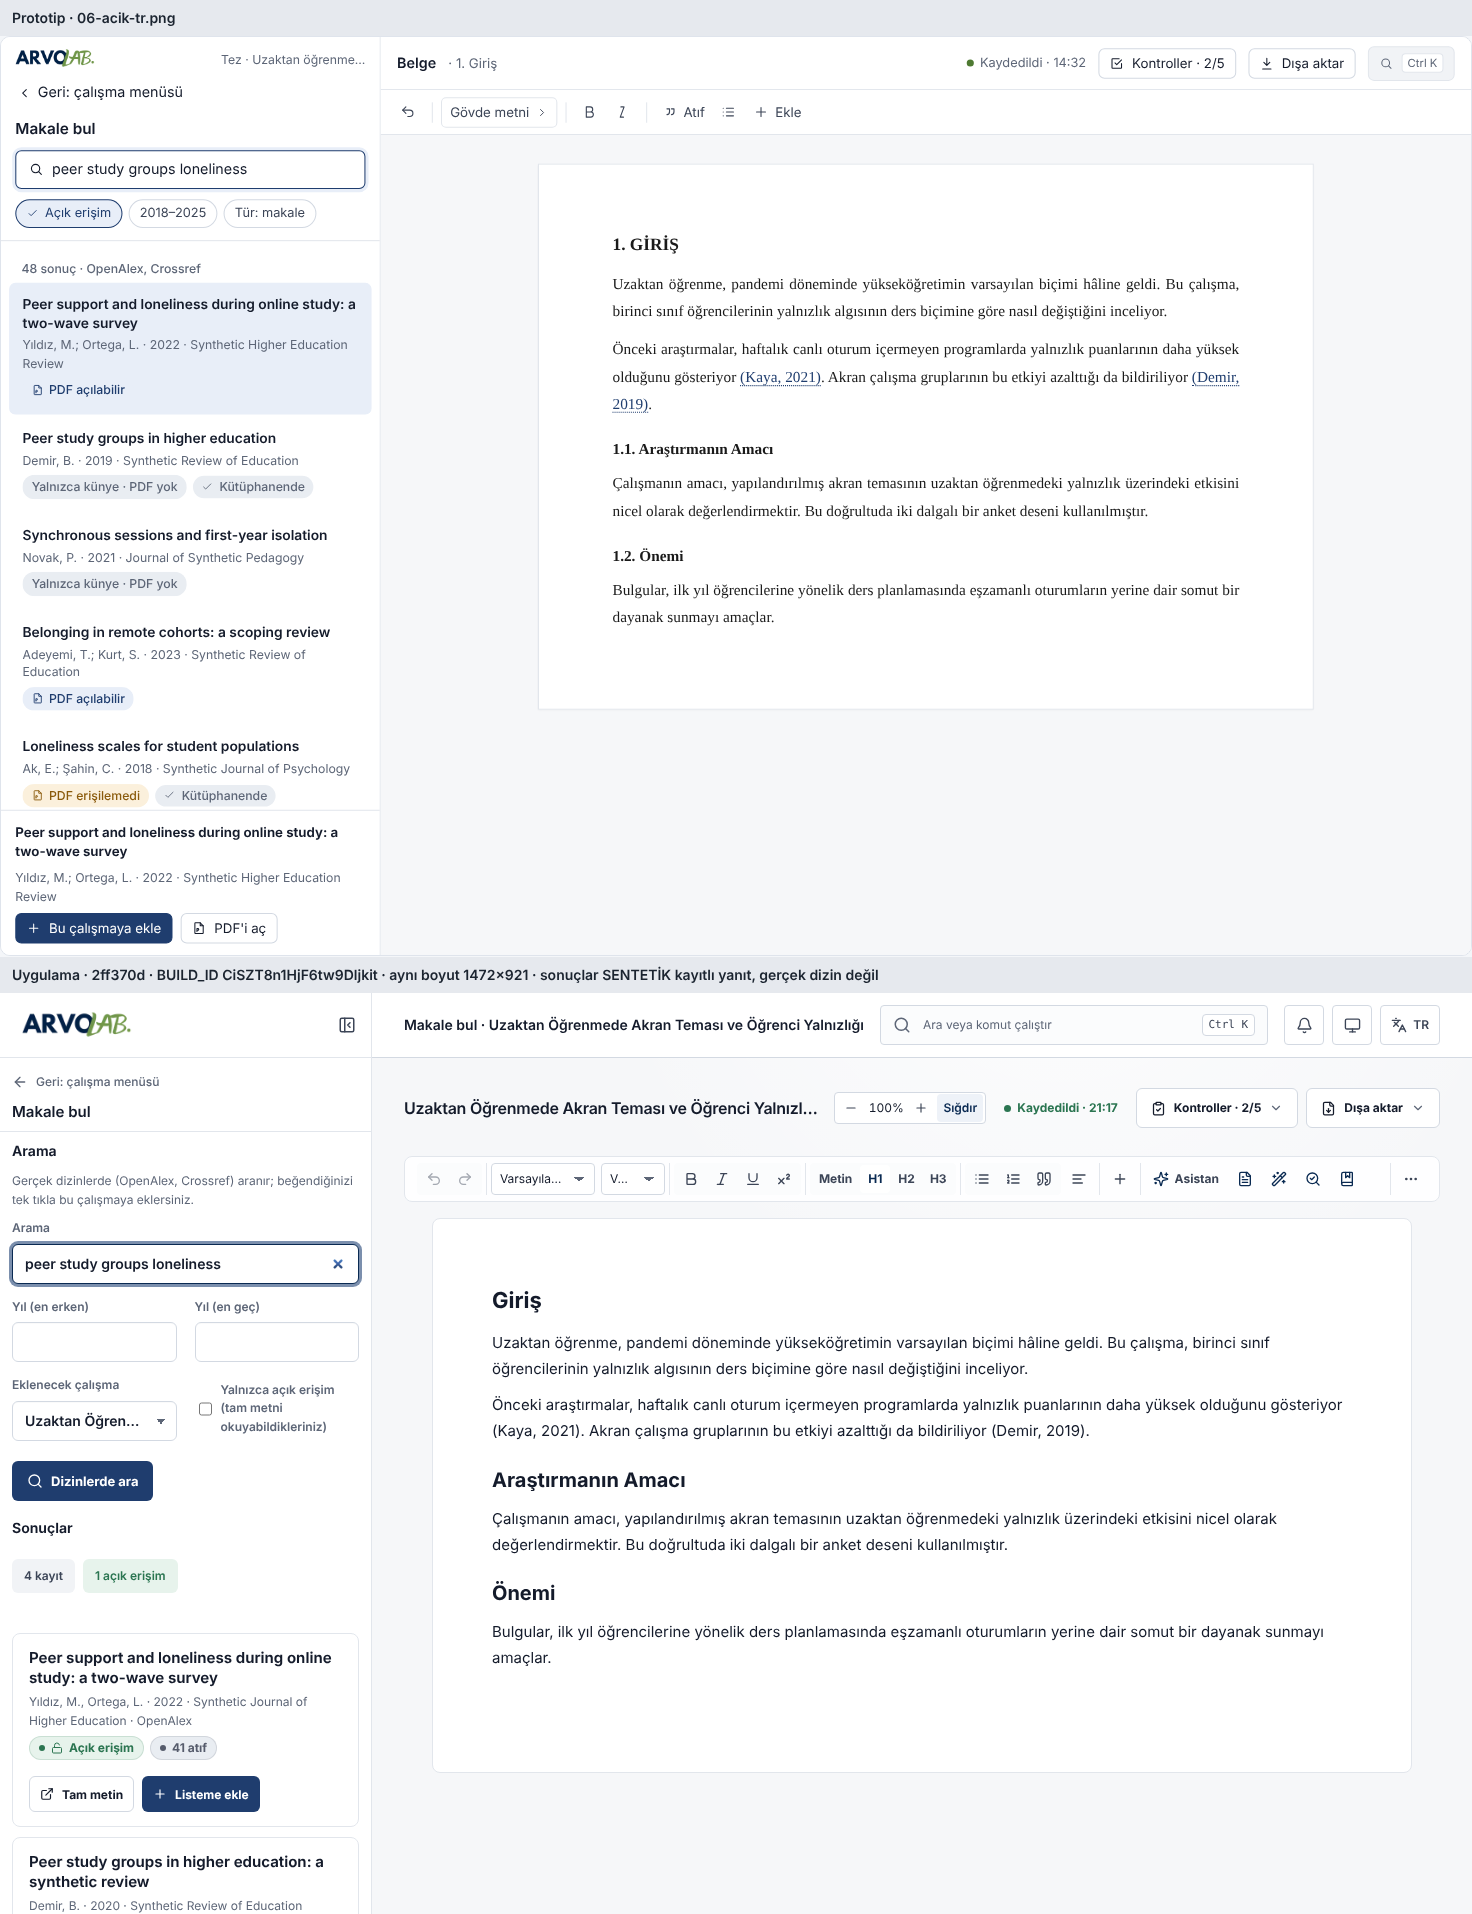 Prototip · 06-acik-tr.png
ARVOLAB.
Tez · Uzaktan öğrenme...
Geri: çalışma menüsü
Makale bul
peer study groups loneliness
Açık erişim
2018–2025
Tür: makale
48 sonuç · OpenAlex, Crossref
Peer support and loneliness during online study: a
two-wave survey
Yıldız, M.; Ortega, L. · 2022 · Synthetic Higher Education
Review
PDF açılabilir
Peer study groups in higher education
Demir, B. · 2019 · Synthetic Review of Education
Yalnızca künye · PDF yok
Kütüphanende
Synchronous sessions and first-year isolation
Novak, P. · 2021 · Journal of Synthetic Pedagogy
Yalnızca künye · PDF yok
Belonging in remote cohorts: a scoping review
Adeyemi, T.; Kurt, S. · 2023 · Synthetic Review of
Education
PDF açılabilir
Loneliness scales for student populations
Ak, E.; Şahin, C. · 2018 · Synthetic Journal of Psychology
PDF erişilemedi
Kütüphanende
Peer support and loneliness during online study: a
two-wave survey
Yıldız, M.; Ortega, L. · 2022 · Synthetic Higher Education
Review
Bu çalışmaya ekle
PDF'i aç
Belge · 1. Giriş
Kaydedildi · 14:32
Kontroller · 2/5
Dışa aktar
Ctrl K
Gövde metni
B
I
Atıf
Ekle
1. GİRİŞ
Uzaktan öğrenme, pandemi döneminde yükseköğretimin varsayılan biçimi hâline geldi. Bu çalışma,
birinci sınıf öğrencilerinin yalnızlık algısının ders biçimine göre nasıl değiştiğini inceliyor.
Önceki araştırmalar, haftalık canlı oturum içermeyen programlarda yalnızlık puanlarının daha yüksek
olduğunu gösteriyor (Kaya, 2021). Akran çalışma gruplarının bu etkiyi azalttığı da bildiriliyor (Demir,
2019).
1.1. Araştırmanın Amacı
Çalışmanın amacı, yapılandırılmış akran temasının uzaktan öğrenmedeki yalnızlık üzerindeki etkisini
nicel olarak değerlendirmektir. Bu doğrultuda iki dalgalı bir anket deseni kullanılmıştır.
1.2. Önemi
Bulgular, ilk yıl öğrencilerine yönelik ders planlamasında eşzamanlı oturumların yerine dair somut bir
dayanak sunmayı amaçlar.
Uygulama · 2ff370d · BUILD_ID CiSZT8n1HjF6tw9Dljkit · aynı boyut 1472×921 · sonuçlar SENTETİK kayıtlı yanıt, gerçek dizin değil
ARVOLAB.
Geri: çalışma menüsü
Makale bul
Arama
Gerçek dizinlerde (OpenAlex, Crossref) aranır; beğendiğinizi
tek tıkla bu çalışmaya eklersiniz.
Arama
peer study groups loneliness
Yıl (en erken)
Yıl (en geç)
Eklenecek çalışma
Uzaktan Öğren...
Yalnızca açık erişim
(tam metni
okuyabildikleriniz)
Dizinlerde ara
Sonuçlar
4 kayıt
1 açık erişim
Peer support and loneliness during online
study: a two-wave survey
Yıldız, M., Ortega, L. · 2022 · Synthetic Journal of
Higher Education · OpenAlex
Açık erişim
41 atıf
Tam metin
Listeme ekle
Peer study groups in higher education: a
synthetic review
Demir, B. · 2020 · Synthetic Review of Education
Makale bul · Uzaktan Öğrenmede Akran Teması ve Öğrenci Yalnızlığı
Ara veya komut çalıştır
Ctrl K
TR
Uzaktan Öğrenmede Akran Teması ve Öğrenci Yalnızl...
100%
Sığdır
Kaydedildi · 21:17
Kontroller · 2/5
Dışa aktar
Varsayıla...
V...
B
I
U
x²
Metin
H1
H2
H3
Asistan
Giriş
Uzaktan öğrenme, pandemi döneminde yükseköğretimin varsayılan biçimi hâline geldi. Bu çalışma, birinci sınıf
öğrencilerinin yalnızlık algısının ders biçimine göre nasıl değiştiğini inceliyor.
Önceki araştırmalar, haftalık canlı oturum içermeyen programlarda yalnızlık puanlarının daha yüksek olduğunu gösteriyor
(Kaya, 2021). Akran çalışma gruplarının bu etkiyi azalttığı da bildiriliyor (Demir, 2019).
Araştırmanın Amacı
Çalışmanın amacı, yapılandırılmış akran temasının uzaktan öğrenmedeki yalnızlık üzerindeki etkisini nicel olarak
değerlendirmektir. Bu doğrultuda iki dalgalı bir anket deseni kullanılmıştır.
Önemi
Bulgular, ilk yıl öğrencilerine yönelik ders planlamasında eşzamanlı oturumların yerine dair somut bir dayanak sunmayı
amaçlar.